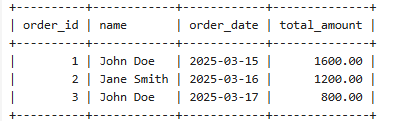 +----------+------------+------------+--------------+
| order_id | name       | order_date | total_amount |
+----------+------------+------------+--------------+
|        1 | John Doe   | 2025-03-15 |      1600.00 |
|        2 | Jane Smith | 2025-03-16 |      1200.00 |
|        3 | John Doe   | 2025-03-17 |       800.00 |
+----------+------------+------------+--------------+